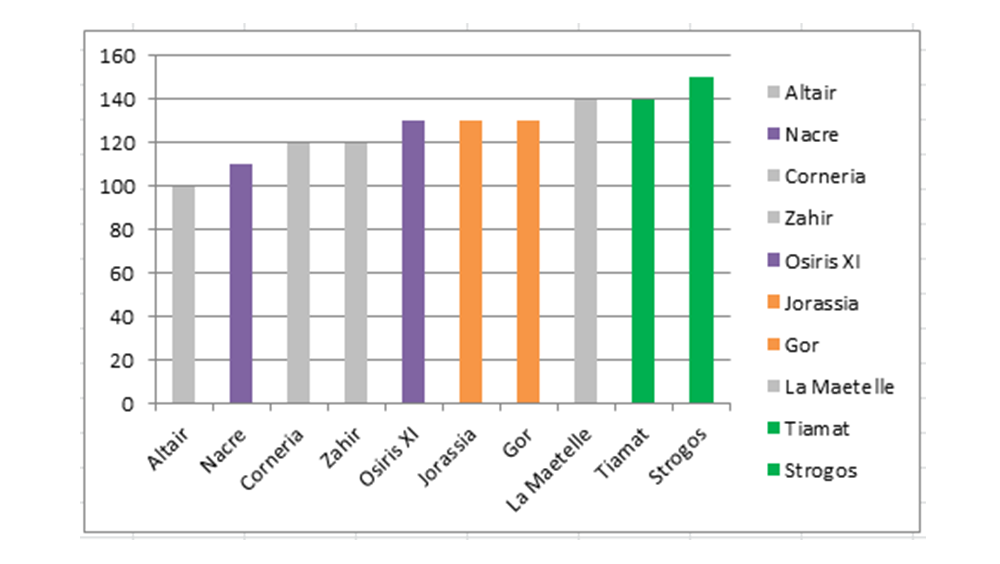 160
140
120
100
80
60
40
20
0
Altair
Nacre
Corneria
Zahir
Osiris XI
Jorassia
Gor
La Maetelle
Tiamat
Strogos
Altair
Nacre
Corneria
Zahir
Osiris XI
Jorassia
Gor
La Maetelle
Tiamat
Strogos